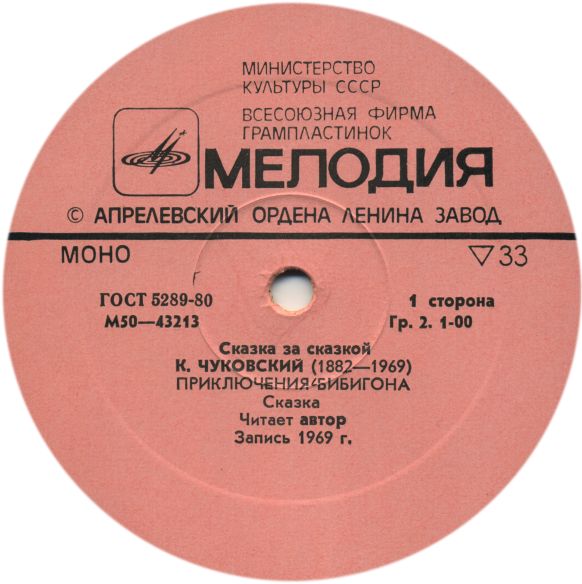 МИНИСТЕРСТВО
КУЛЬТУРЫ СССР
ВСЕСОЮЗНАЯ ФИРМА
ГРАМПЛАСТИНОК
МЕЛОДИЯ
© АПРЕЛЕВСКИЙ ОРДЕНА ЛЕНИНА ЗАВОД
МОНО ▽33
Г
ГОСТ 5289-80 1 сторона
М50—43213 Гр. 2. 1-00
Сказка за сказкой
К. ЧУКОВСКИЙ (1882—1969)
ПРИКЛЮЧЕНИЯ БИБИГОНА
Сказка
Читает автор
Запись 1969 г.